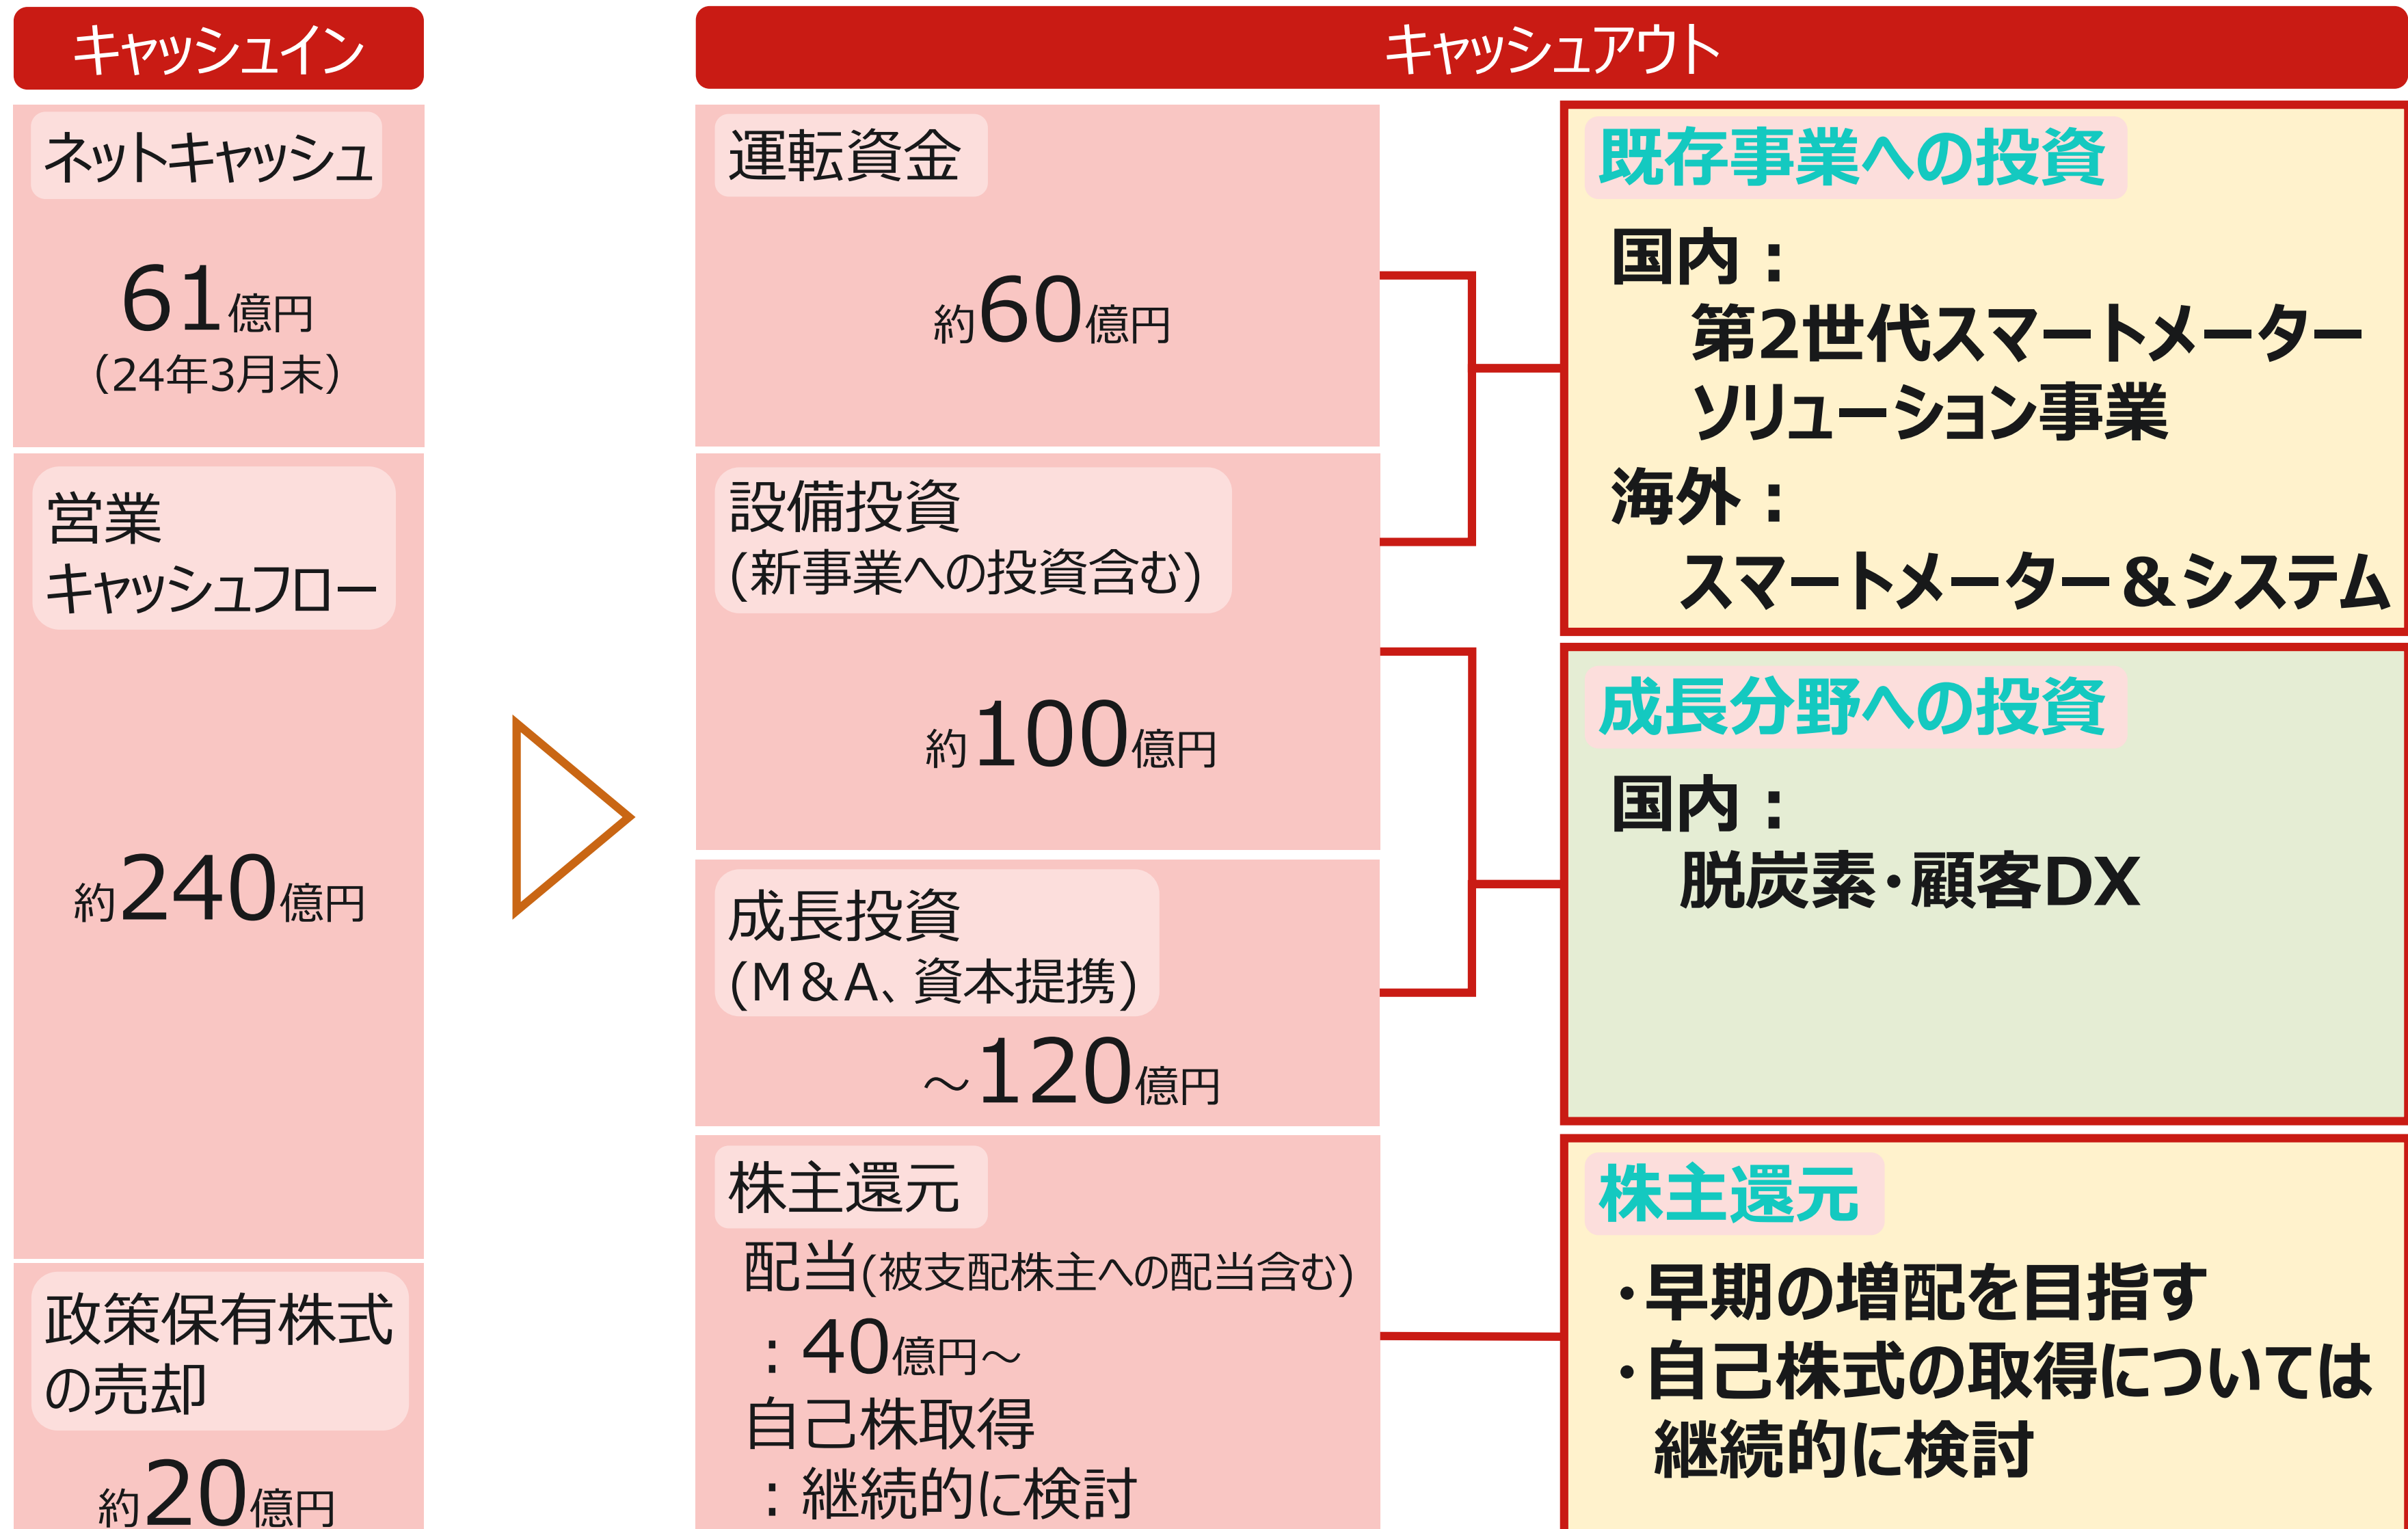 キャッシュイン
ネットキャッシュ
61億円
（24年3月末）
営業
キャッシュフロー
約240億円
政策保有株式
の売却
約20億円
キャッシュアウト
運転資金
約60億円
設備投資
(新事業への投資含む)
約100億円
成長投資
(Ｍ＆Ａ、資本提携)
～120億円
株主還元
配当(被支配株主への配当含む)
：40億円～
自己株取得
：継続的に検討
既存事業への投資
国内：
第2世代スマートメーター
ソリューション事業
海外：
スマートメーター＆システム
成長分野への投資
国内：
脱炭素・顧客DX
株主還元
・早期の増配を目指す
・自己株式の取得については
継続的に検討